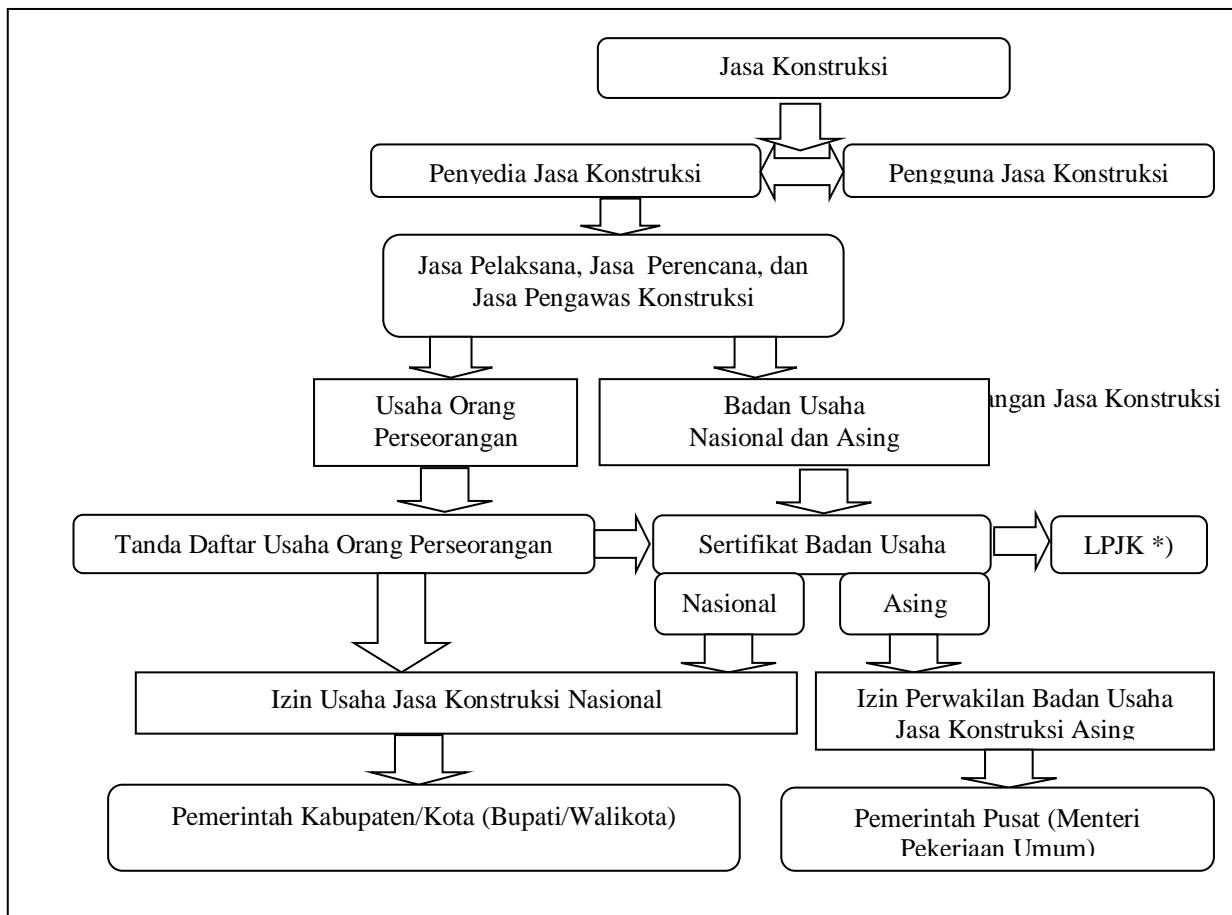 Jasa Konstruksi
Penyedia Jasa Konstruksi
Pengguna Jasa Konstruksi
Jasa Pelaksana, Jasa Perencana, dan
Jasa Pengawas Konstruksi
Usaha Orang
Perseorangan
Badan Usaha
Nasional dan Asing
Jasa Konstruksi
Tanda Daftar Usaha Orang Perseorangan
Sertifikat Badan Usaha
LPJK *)
Nasional
Asing
Izin Usaha Jasa Konstruksi Nasional
Izin Perwakilan Badan Usaha
Jasa Konstruksi Asing
Pemerintah Kabupaten/Kota (Bupati/Walikota)
Pemerintah Pusat (Menteri
Pekerjaan Umum)